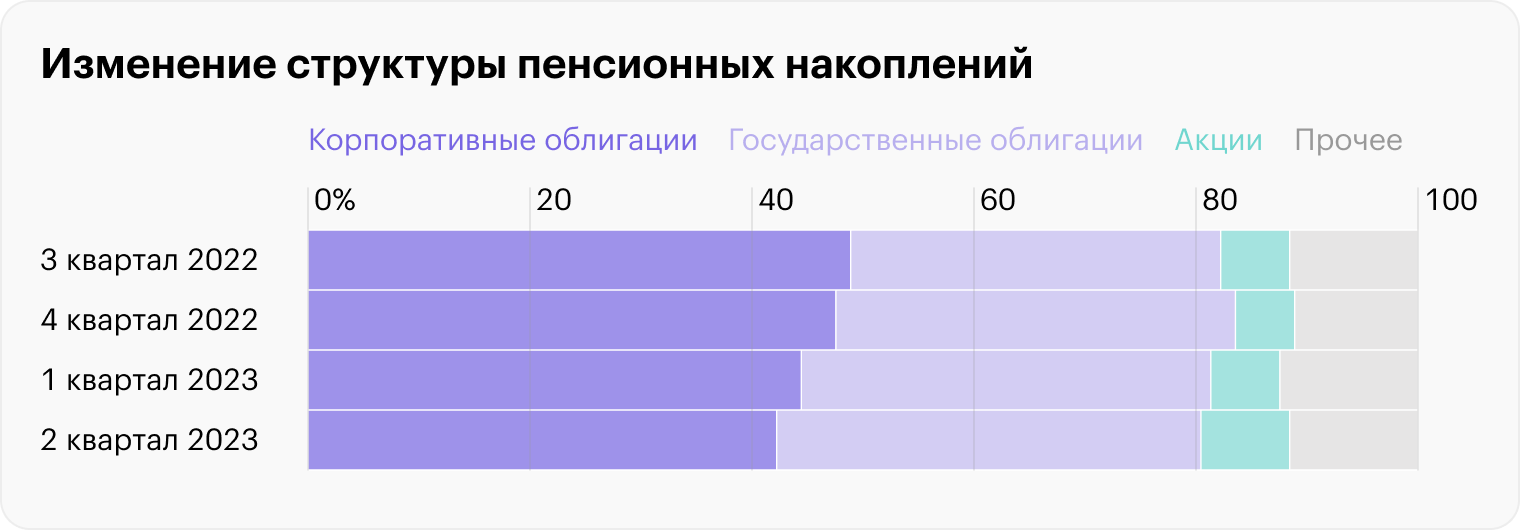 Изменение структуры пенсионных накоплений
Корпоративные облигации Государственные облигации Акции Прочее
0% 20 40 60 80 100
3 квартал 2022
4 квартал 2022
1 квартал 2023
2 квартал 2023